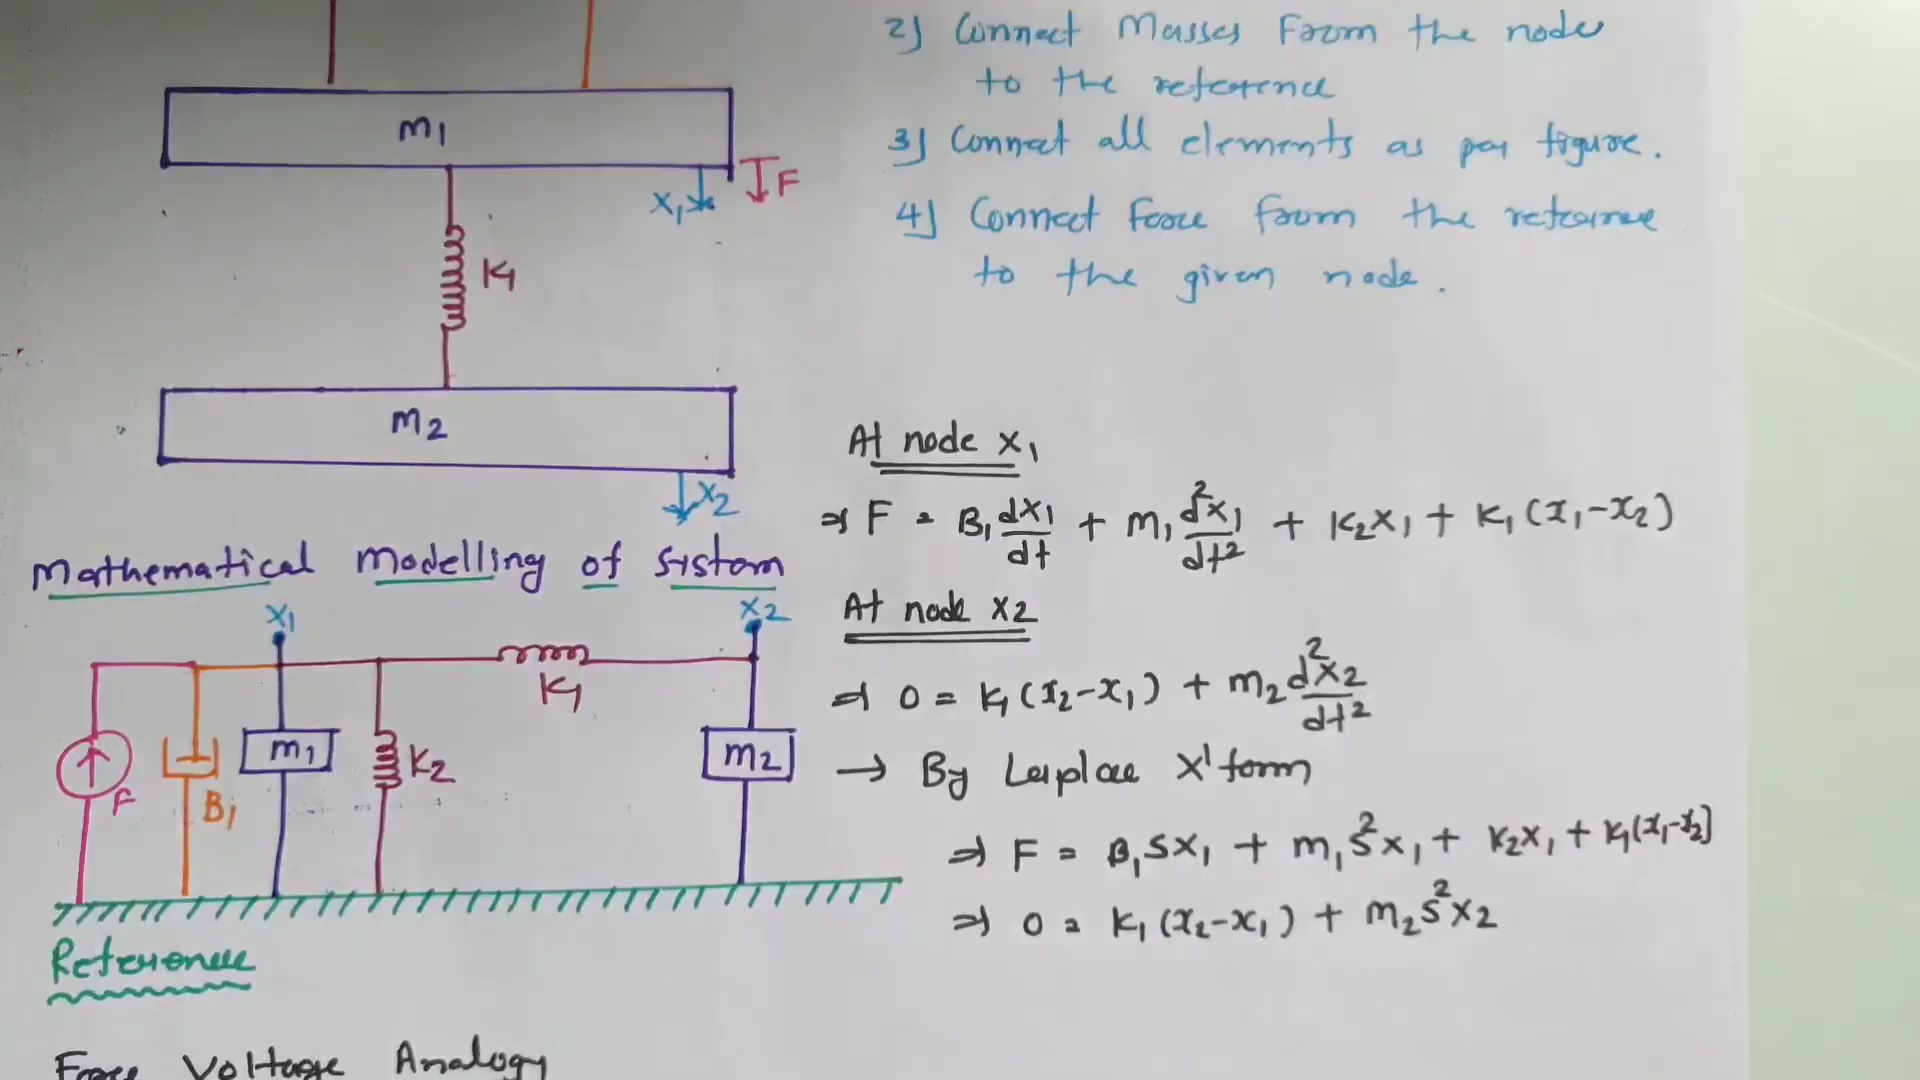 2) Connect Masses From the node
to the reference
3) Connect all elements as per figure.
4) Connect Force from the reference
to the given node.
m1
F
x1
K1
m2
x2
At node x1
⇒ F = B1 dx1/dt + m1 d²x1/dt² + K2x1 + K1(x1-x2)
Mathematical Modelling of System
At node x2
⇒ 0 = K1(x2-x1) + m2 d²x2/dt²
x1
x2
K1
m1
K2
m2
F
B1
→ By Laplace X'form
⇒ F = B1Sx1 + m1S²x1 + K2x1 + K1(x1-x2)
⇒ 0 = K1(x2-x1) + m2S²x2
Reference
Force Voltage Analogy